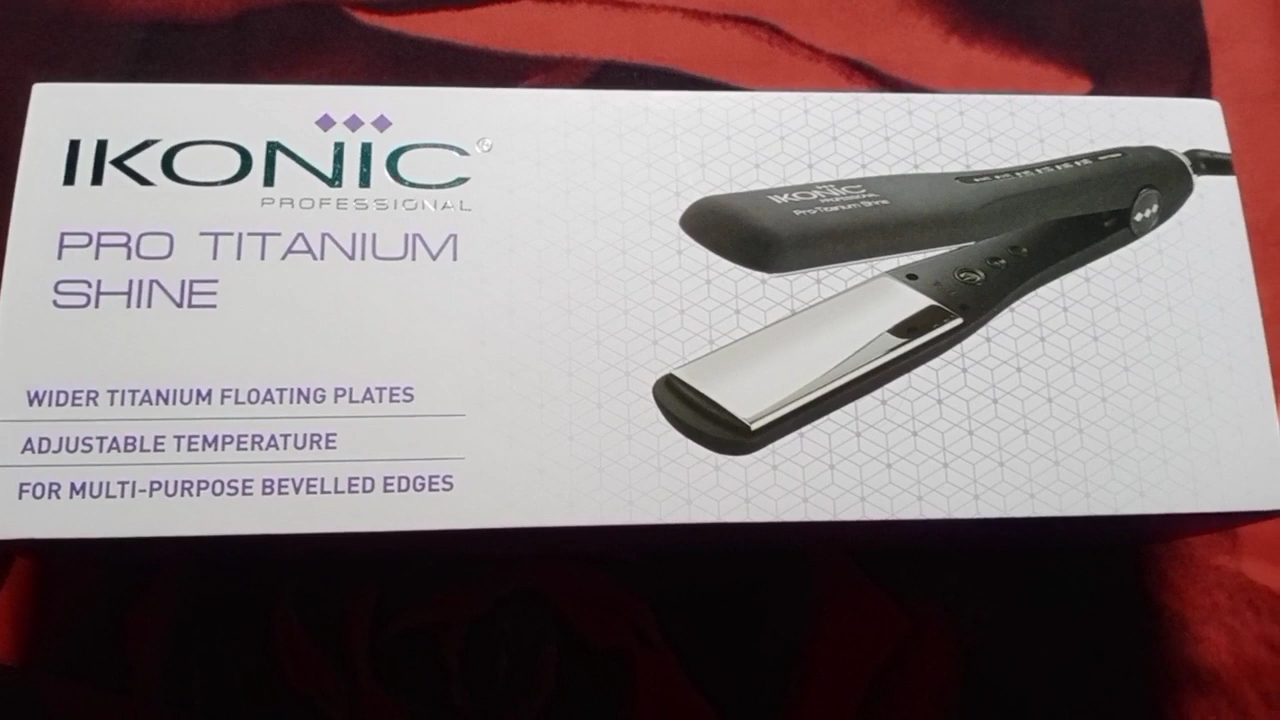 IKONIC®
PROFESSIONAL
PRO TITANIUM
SHINE
WIDER TITANIUM FLOATING PLATES
ADJUSTABLE TEMPERATURE
FOR MULTI-PURPOSE BEVELLED EDGES
IKONIC
PROFESSIONAL
Pro Titanium Shine